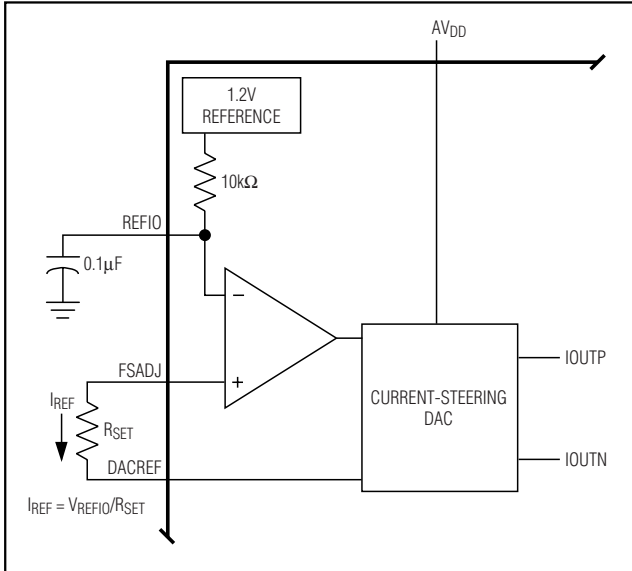 AVDD
1.2V
REFERENCE
10kΩ
REFIO
0.1µF
−
+
FSADJ
IREF
RSET
DACREF
CURRENT-STEERING
DAC
IOUTP
IOUTN
IREF = VREFIO/RSET